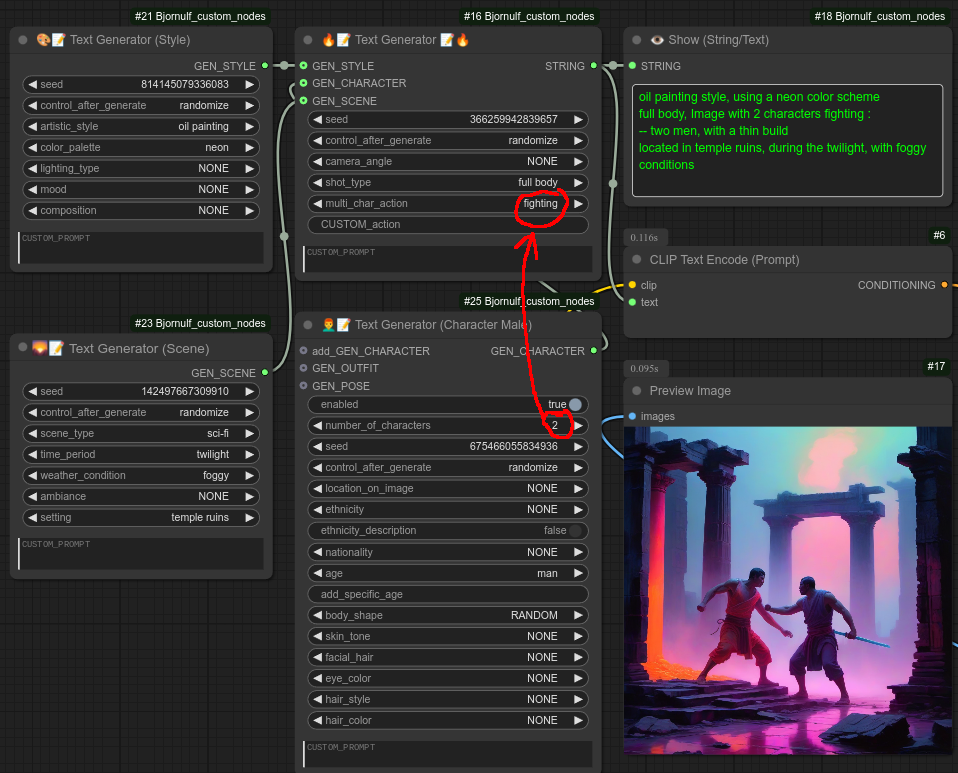 #21 Bjornulf_custom_nodes
🎨📝 Text Generator (Style)
GEN_STYLE
seed 814145079336083
control_after_generate randomize
artistic_style oil painting
color_palette neon
lighting_type NONE
mood NONE
composition NONE
CUSTOM_PROMPT
#23 Bjornulf_custom_nodes
🌄📝 Text Generator (Scene)
GEN_SCENE
seed 142497667309910
control_after_generate randomize
scene_type sci-fi
time_period twilight
weather_condition foggy
ambiance NONE
setting temple ruins
CUSTOM_PROMPT
#16 Bjornulf_custom_nodes
🔥📝 Text Generator 📝🔥
GEN_STYLE STRING
GEN_CHARACTER
GEN_SCENE
seed 366259942839657
control_after_generate randomize
camera_angle NONE
shot_type full body
multi_char_action fighting
CUSTOM_action
CUSTOM_PROMPT
#25 Bjornulf_custom_nodes
👨‍🦰📝 Text Generator (Character Male)
add_GEN_CHARACTER GEN_CHARACTER
GEN_OUTFIT
GEN_POSE
enabled true
number_of_characters 2
seed 675466055834936
control_after_generate randomize
location_on_image NONE
ethnicity NONE
ethnicity_description false
nationality NONE
age man
add_specific_age
body_shape RANDOM
skin_tone NONE
facial_hair NONE
eye_color NONE
hair_style NONE
hair_color NONE
CUSTOM_PROMPT
#18 Bjornulf_custom_nodes
👁 Show (String/Text)
STRING
oil painting style, using a neon color scheme
full body, Image with 2 characters fighting :
-- two men, with a thin build
located in temple ruins, during the twilight, with foggy
conditions
0.116s #6
CLIP Text Encode (Prompt)
clip CONDITIONING
text
0.095s #17
Preview Image
images